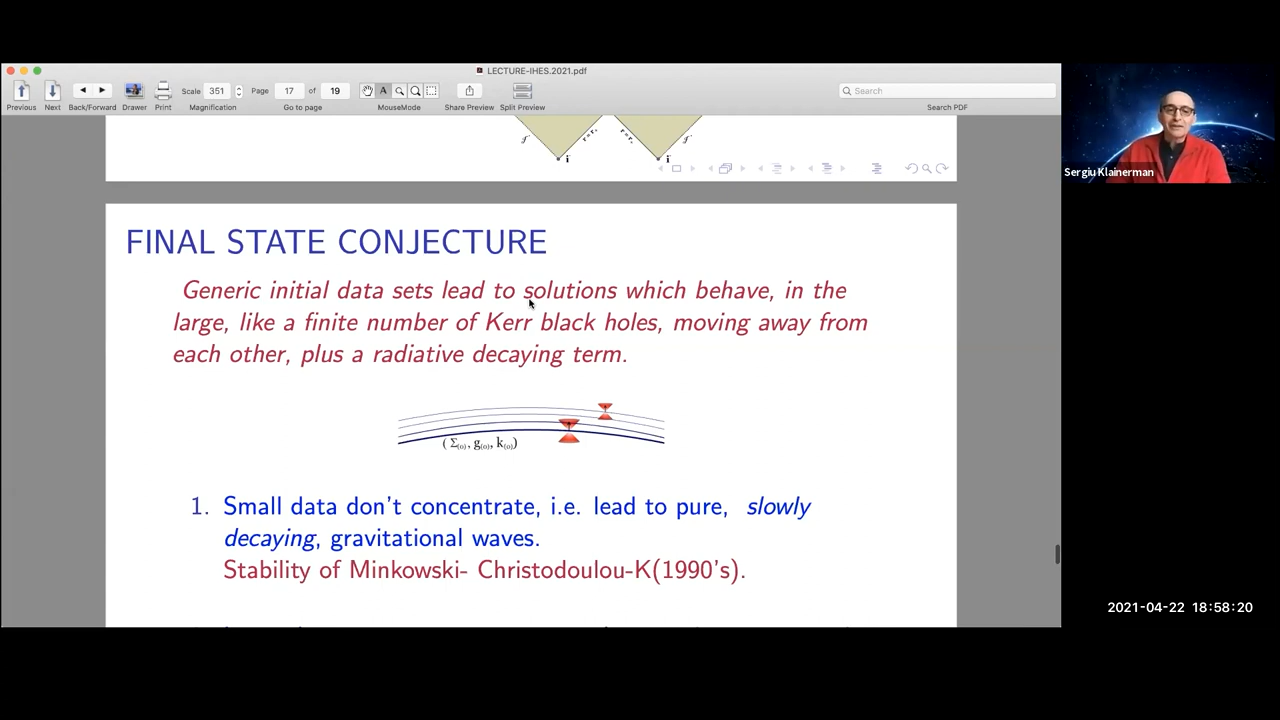 LECTURE-IHES.2021.pdf
Previous Next Back/Forward Drawer Print Scale 351 Magnification Page 17 of 19 Go to page MouseMode Share Preview Split Preview Search Search PDF
i i
Sergiu Klainerman
FINAL STATE CONJECTURE
Generic initial data sets lead to solutions which behave, in the
large, like a finite number of Kerr black holes, moving away from
each other, plus a radiative decaying term.
( Σ(0), g(0), k(0))
1. Small data don't concentrate, i.e. lead to pure, slowly
decaying, gravitational waves.
Stability of Minkowski- Christodoulou-K(1990's).
2021-04-22 18:58:20